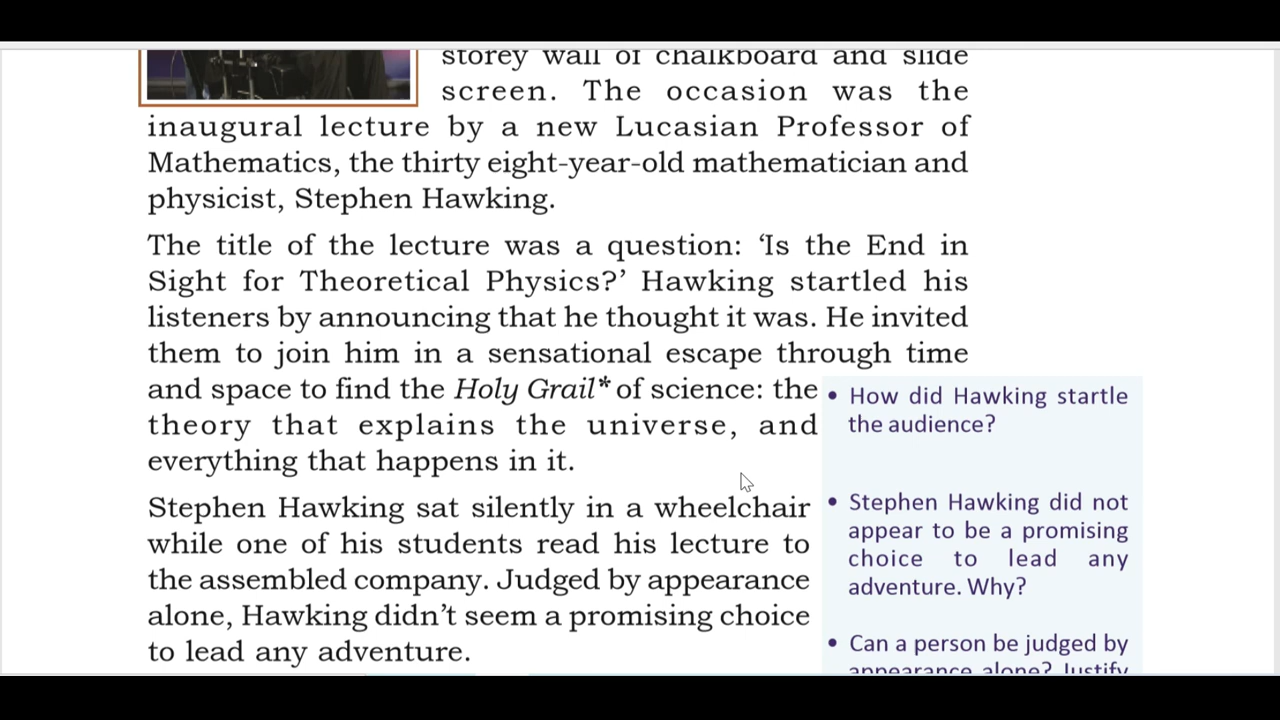 storey wall of chalkboard and slide
screen. The occasion was the
inaugural lecture by a new Lucasian Professor of
Mathematics, the thirty eight-year-old mathematician and
physicist, Stephen Hawking.
The title of the lecture was a question: ‘Is the End in
Sight for Theoretical Physics?’ Hawking startled his
listeners by announcing that he thought it was. He invited
them to join him in a sensational escape through time
and space to find the Holy Grail* of science: the
theory that explains the universe, and
everything that happens in it.
Stephen Hawking sat silently in a wheelchair
while one of his students read his lecture to
the assembled company. Judged by appearance
alone, Hawking didn’t seem a promising choice
to lead any adventure.
• How did Hawking startle
the audience?
• Stephen Hawking did not
appear to be a promising
choice to lead any
adventure. Why?
• Can a person be judged by
appearance alone? Justify